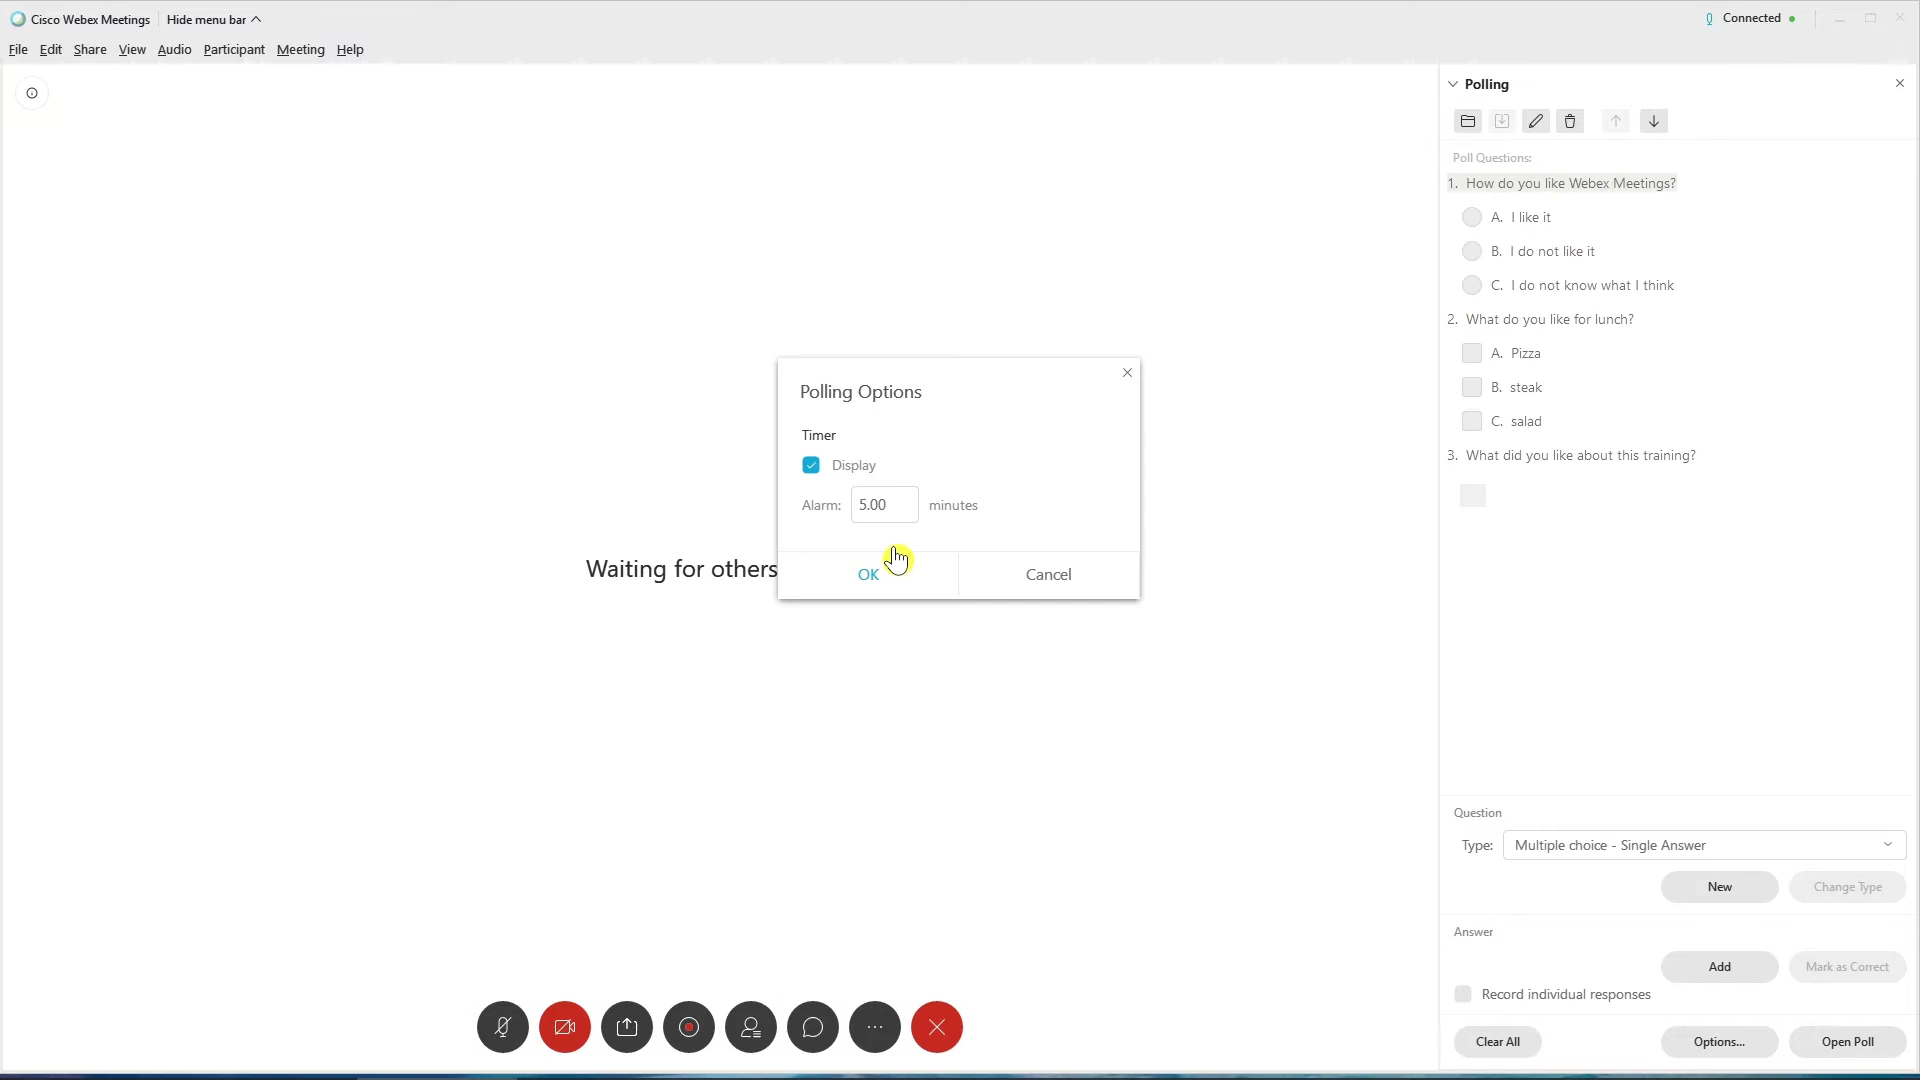 Cisco Webex Meetings
Hide menu bar
Connected
File Edit Share View Audio Participant Meeting Help
Polling
Poll Questions:
1. How do you like Webex Meetings?
A. I like it
B. I do not like it
C. I do not know what I think
2. What do you like for lunch?
A. Pizza
B. steak
C. salad
3. What did you like about this training?
Polling Options
Timer
Display
Alarm: 5.00 minutes
OK
Cancel
Waiting for others
Question
Type: Multiple choice - Single Answer
New
Change Type
Answer
Add
Mark as Correct
Record individual responses
Clear All
Options...
Open Poll